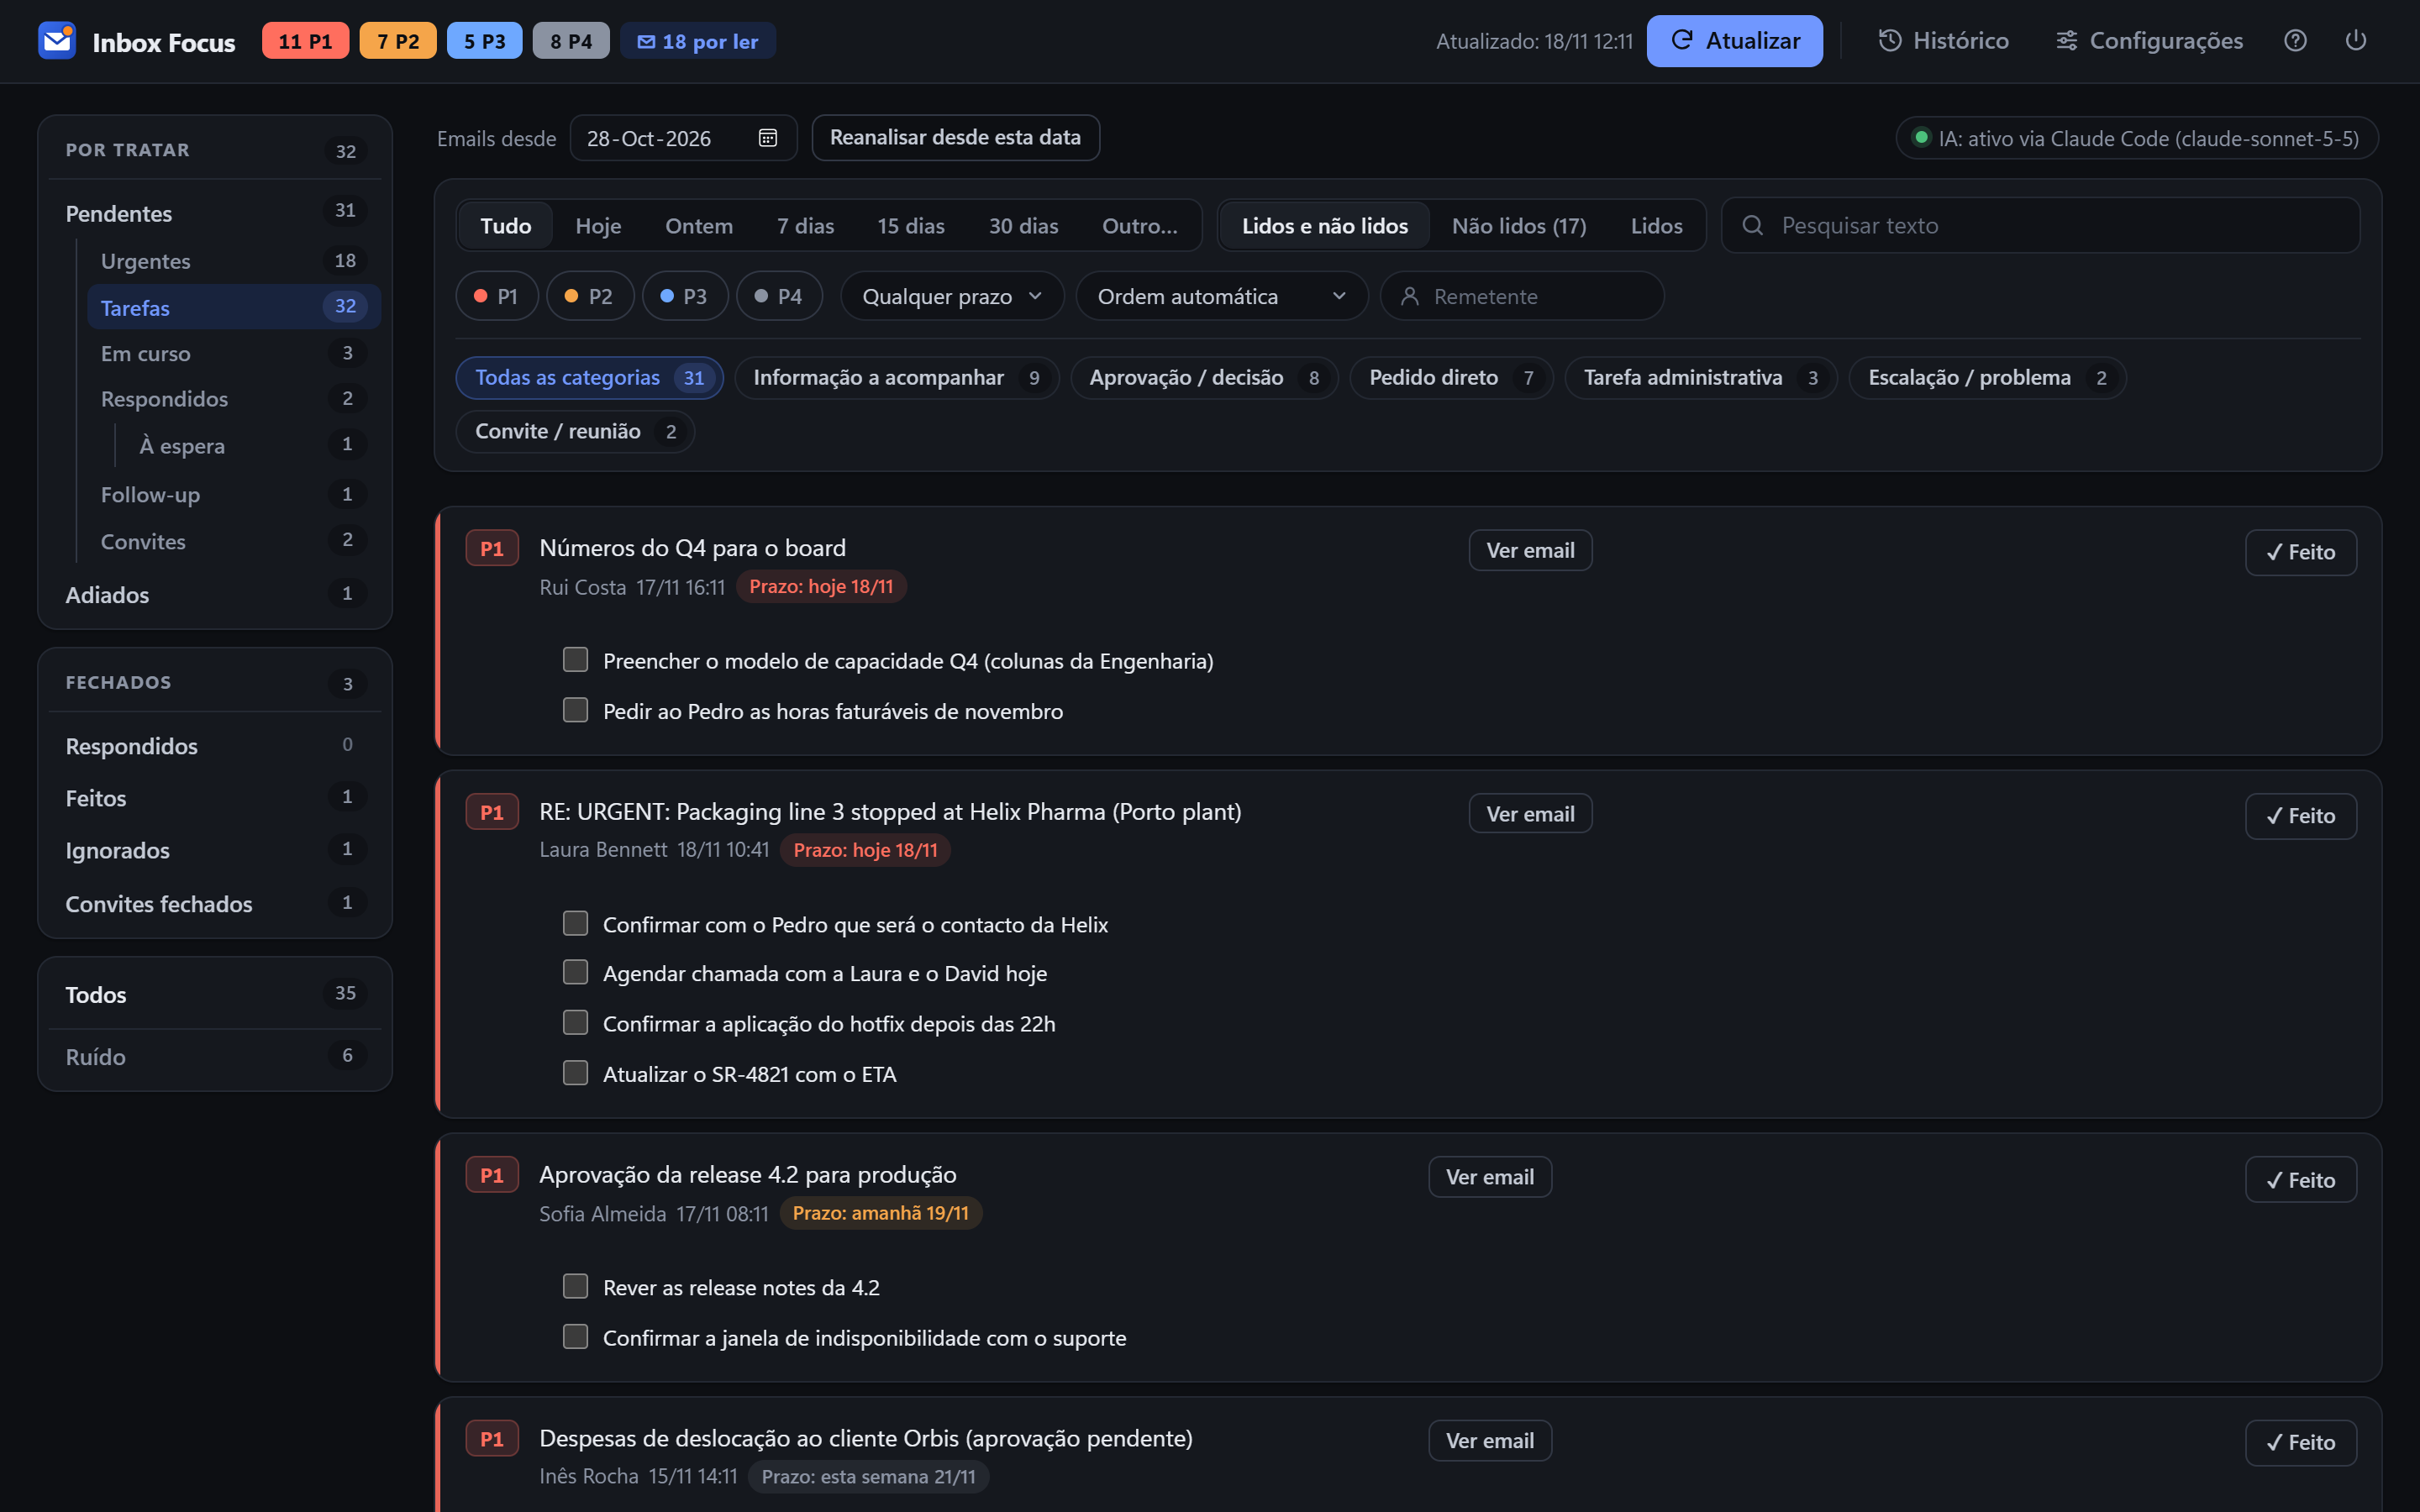 Inbox Focus
11 P1
7 P2
5 P3
8 P4
18 por ler
Atualizado: 18/11 12:11
Atualizar
Histórico
Configurações
POR TRATAR 32
Pendentes 31
Urgentes 18
Tarefas 32
Em curso 3
Respondidos 2
À espera 1
Follow-up 1
Convites 2
Adiados 1
FECHADOS 3
Respondidos 0
Feitos 1
Ignorados 1
Convites fechados 1
Todos 35
Ruído 6
Emails desde 28-Oct-2026 Reanalisar desde esta data
IA: ativo via Claude Code (claude-sonnet-5-5)
Tudo Hoje Ontem 7 dias 15 dias 30 dias Outro...
Lidos e não lidos Não lidos (17) Lidos
Pesquisar texto
P1 P2 P3 P4 Qualquer prazo Ordem automática Remetente
Todas as categorias 31 Informação a acompanhar 9 Aprovação / decisão 8 Pedido direto 7 Tarefa administrativa 3 Escalação / problema 2
Convite / reunião 2
P1 Números do Q4 para o board Ver email ✓ Feito
Rui Costa 17/11 16:11 Prazo: hoje 18/11
Preencher o modelo de capacidade Q4 (colunas da Engenharia)
Pedir ao Pedro as horas faturáveis de novembro
P1 RE: URGENT: Packaging line 3 stopped at Helix Pharma (Porto plant) Ver email ✓ Feito
Laura Bennett 18/11 10:41 Prazo: hoje 18/11
Confirmar com o Pedro que será o contacto da Helix
Agendar chamada com a Laura e o David hoje
Confirmar a aplicação do hotfix depois das 22h
Atualizar o SR-4821 com o ETA
P1 Aprovação da release 4.2 para produção Ver email ✓ Feito
Sofia Almeida 17/11 08:11 Prazo: amanhã 19/11
Rever as release notes da 4.2
Confirmar a janela de indisponibilidade com o suporte
P1 Despesas de deslocação ao cliente Orbis (aprovação pendente) Ver email ✓ Feito
Inês Rocha 15/11 14:11 Prazo: esta semana 21/11